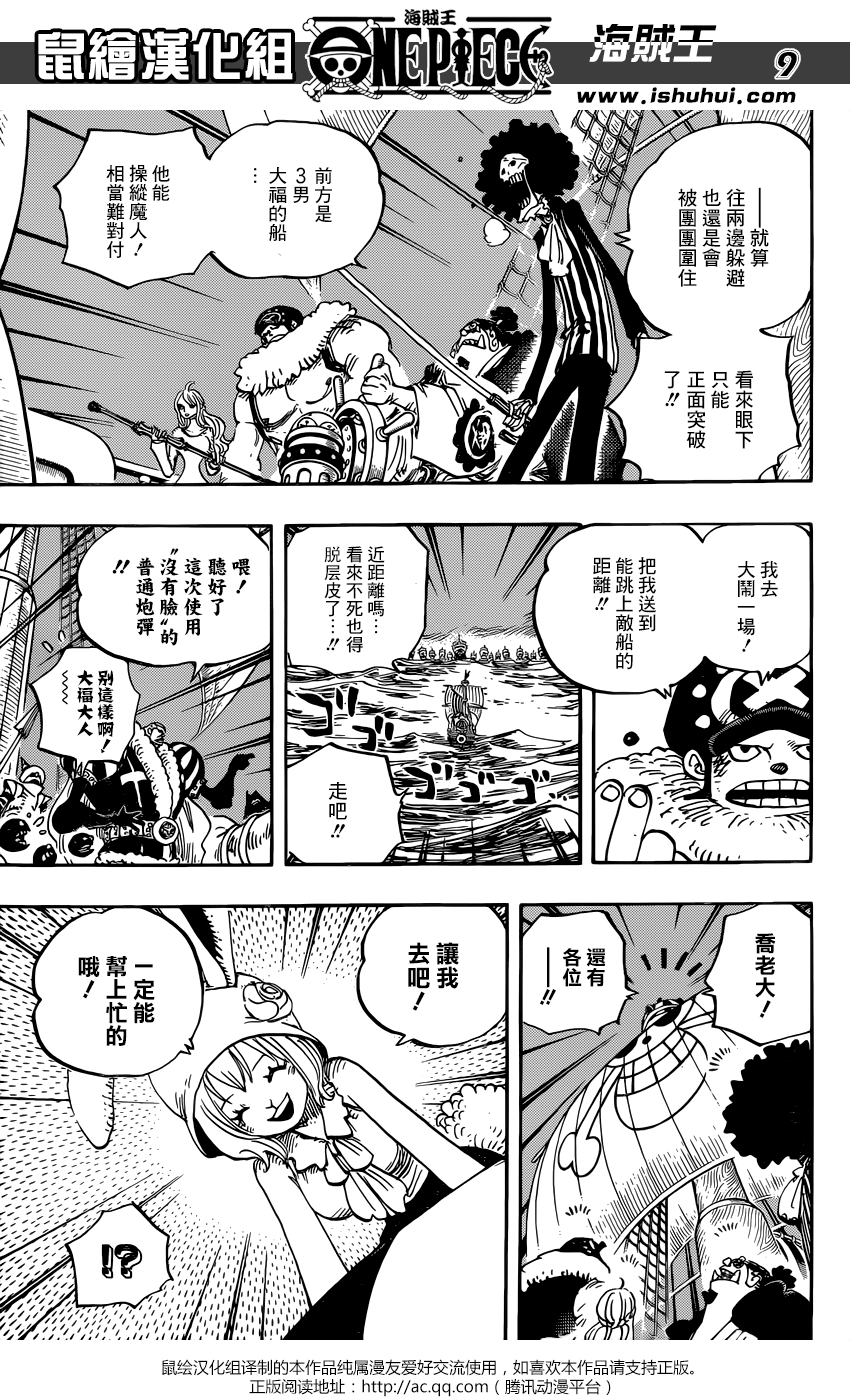 鼠繪漢化組
海賊王
ONE PIECE
海賊王
9
www.ishuhui.com
──就算
往兩邊躲避
也還是會
被團團圍住
看來眼下
只能
正面突破
了!!
前方是
3男
大福的船
…
他能
操縱魔人!
相當難對付
我去
大鬧一場!
把我送到
能跳上敵船的
距離!!
近距離嗎…
看來不死也得
脫层皮了…!!
走吧!!
ゴゴ
ゴゴゴ
喂!
聽好了
這次使用
"沒有臉"的
普通炮彈
!!
別這樣啊!
大福大人
~~~
喬老大!
還有
各位
──!!
讓我
去吧!
一定能
幫上忙的
哦!
!?
鼠绘汉化组译制的本作品纯属漫友爱好交流使用，如喜欢本作品请支持正版。
正版阅读地址：http://ac.qq.com（腾讯动漫平台）